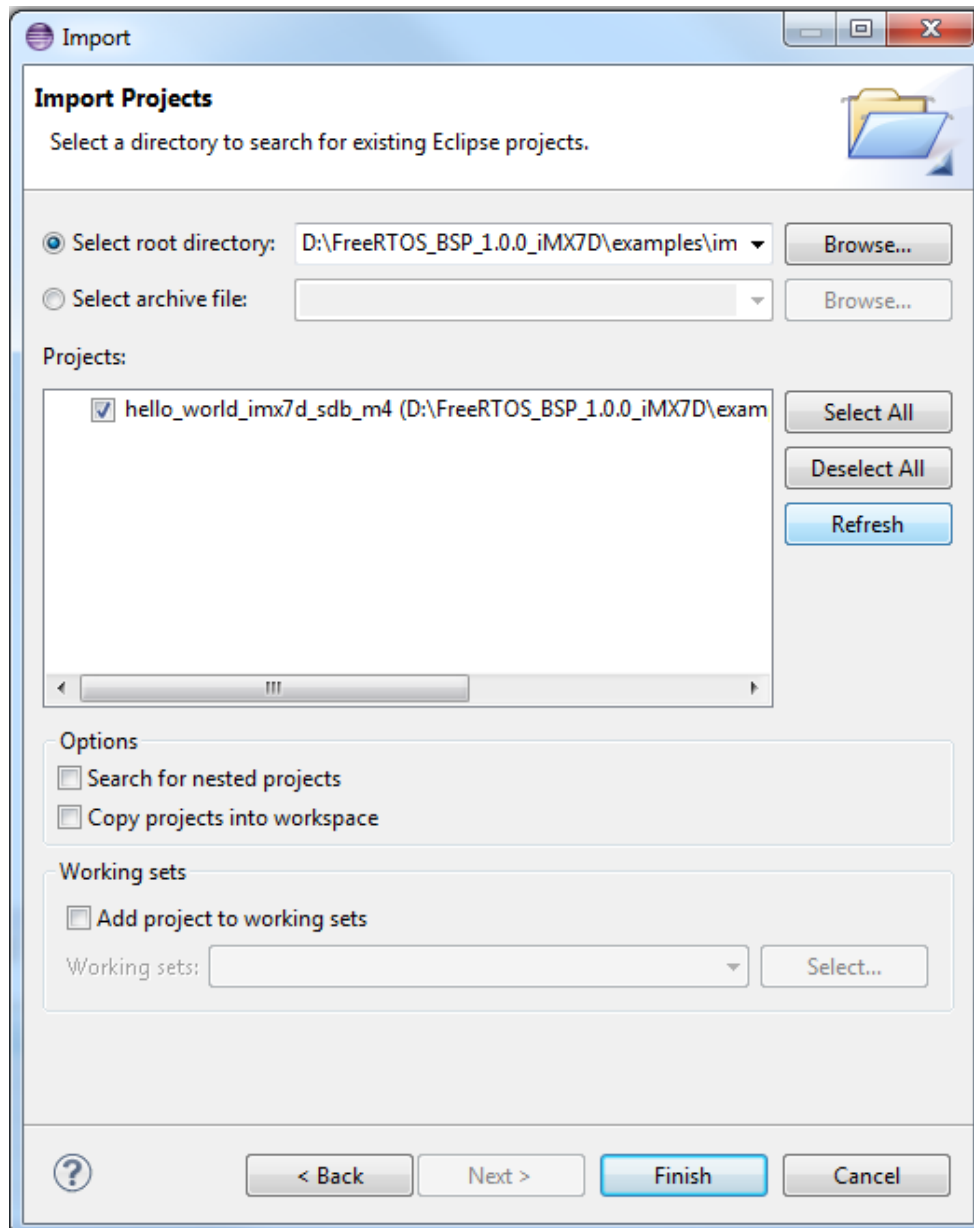 Import
Import Projects
Select a directory to search for existing Eclipse projects.
Select root directory: D:\FreeRTOS_BSP_1.0.0_iMX7D\examples\im Browse...
Select archive file: Browse...
Projects:
hello_world_imx7d_sdb_m4 (D:\FreeRTOS_BSP_1.0.0_iMX7D\exam
Select All
Deselect All
Refresh
Options
Search for nested projects
Copy projects into workspace
Working sets
Add project to working sets
Working sets: Select...
? < Back Next > Finish Cancel